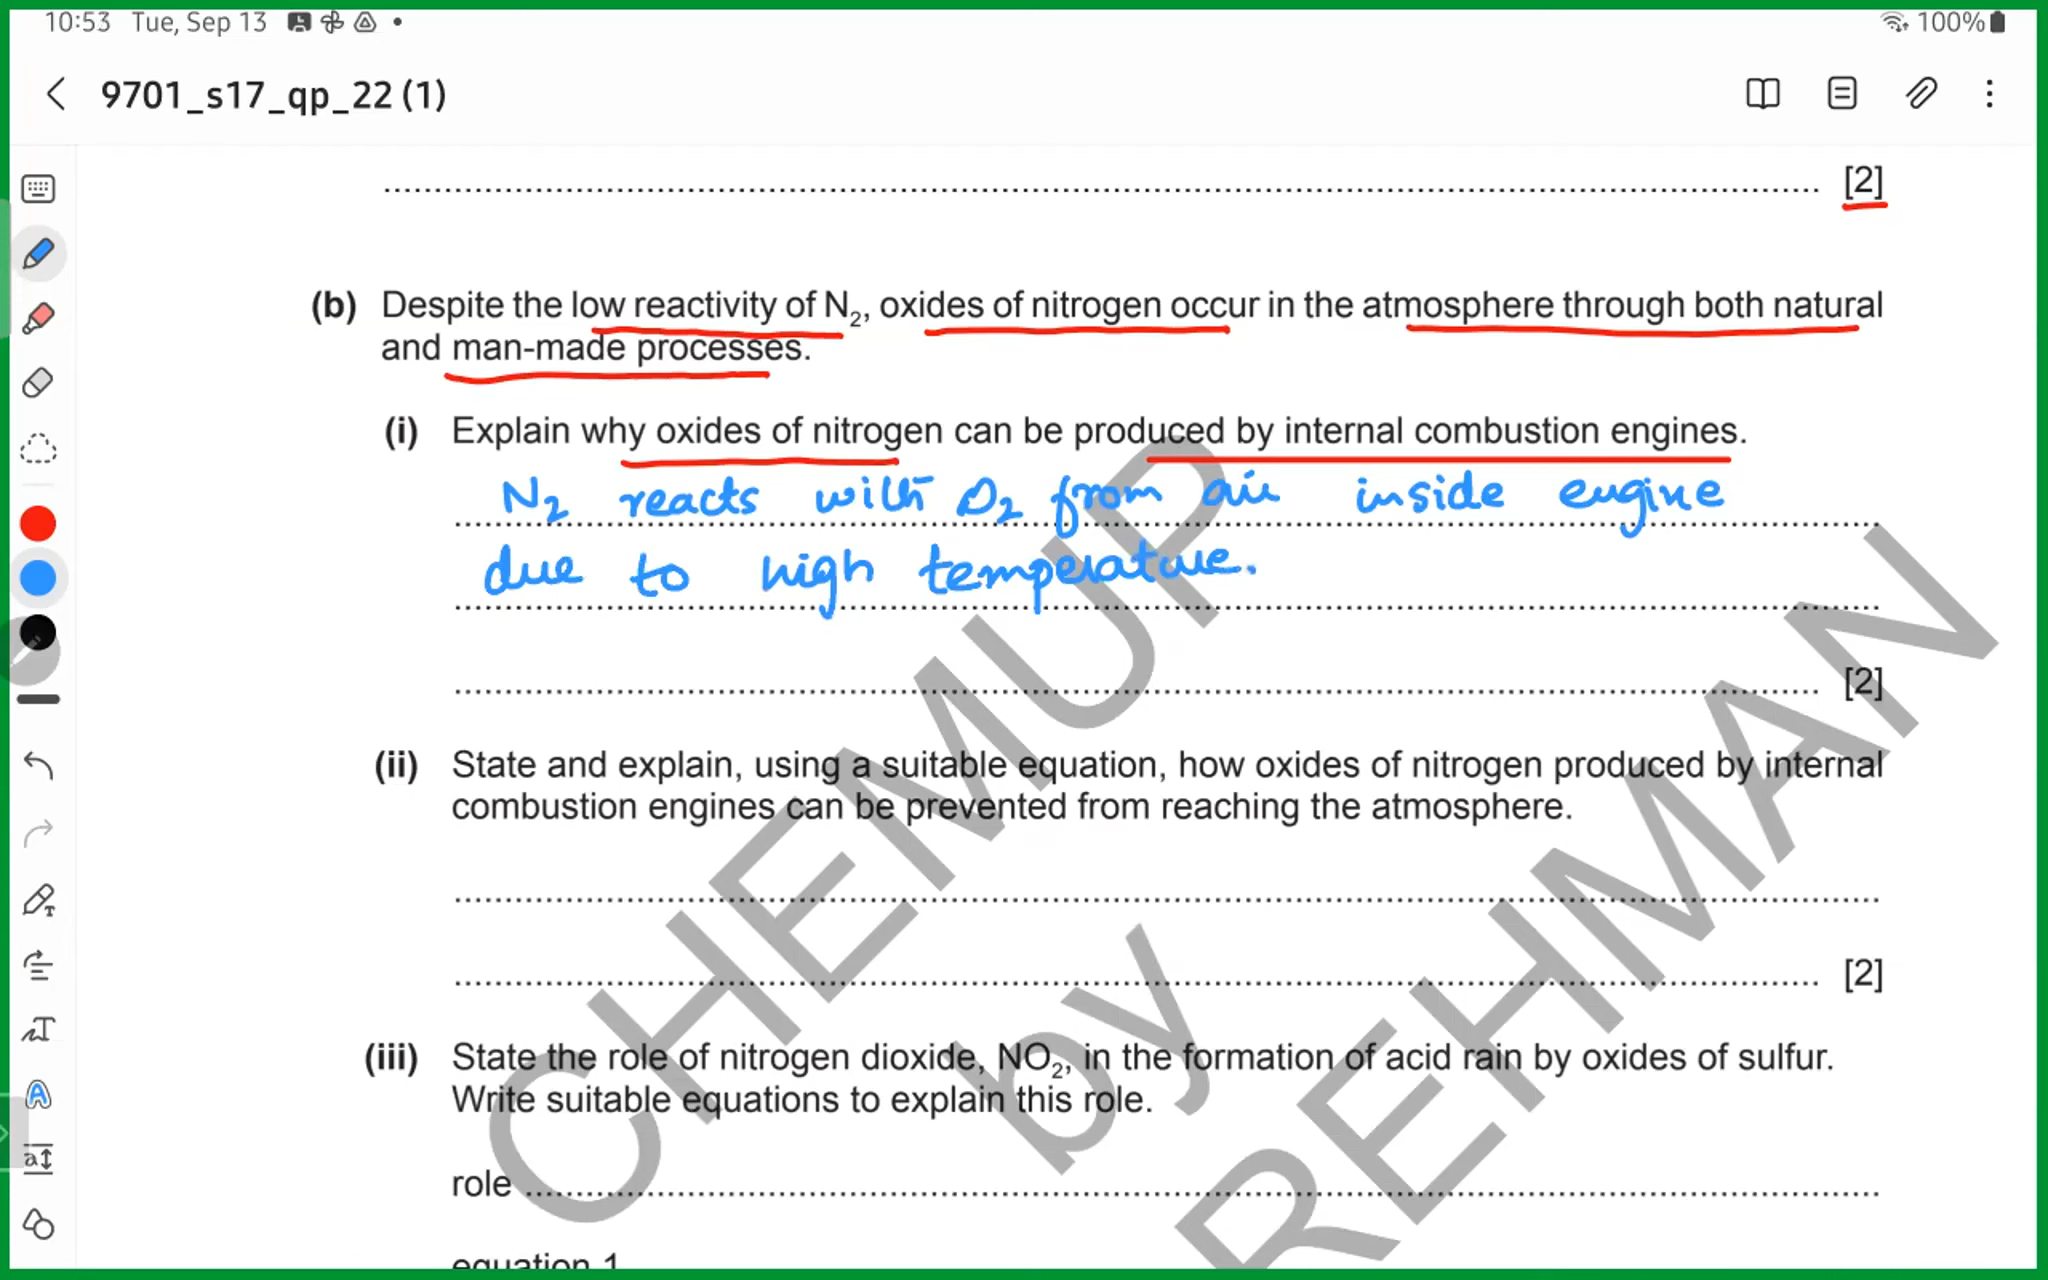 10:53 Tue, Sep 13
100%
9701_s17_qp_22 (1)
[2]
(b) Despite the low reactivity of N₂, oxides of nitrogen occur in the atmosphere through both natural
and man-made processes.
(i) Explain why oxides of nitrogen can be produced by internal combustion engines.
N₂ reacts with O₂ from air inside engine
due to high temperature.
[2]
(ii) State and explain, using a suitable equation, how oxides of nitrogen produced by internal
combustion engines can be prevented from reaching the atmosphere.
[2]
(iii) State the role of nitrogen dioxide, NO₂, in the formation of acid rain by oxides of sulfur.
Write suitable equations to explain this role.
role
equation 1
CHEMUP
by
REHMAN